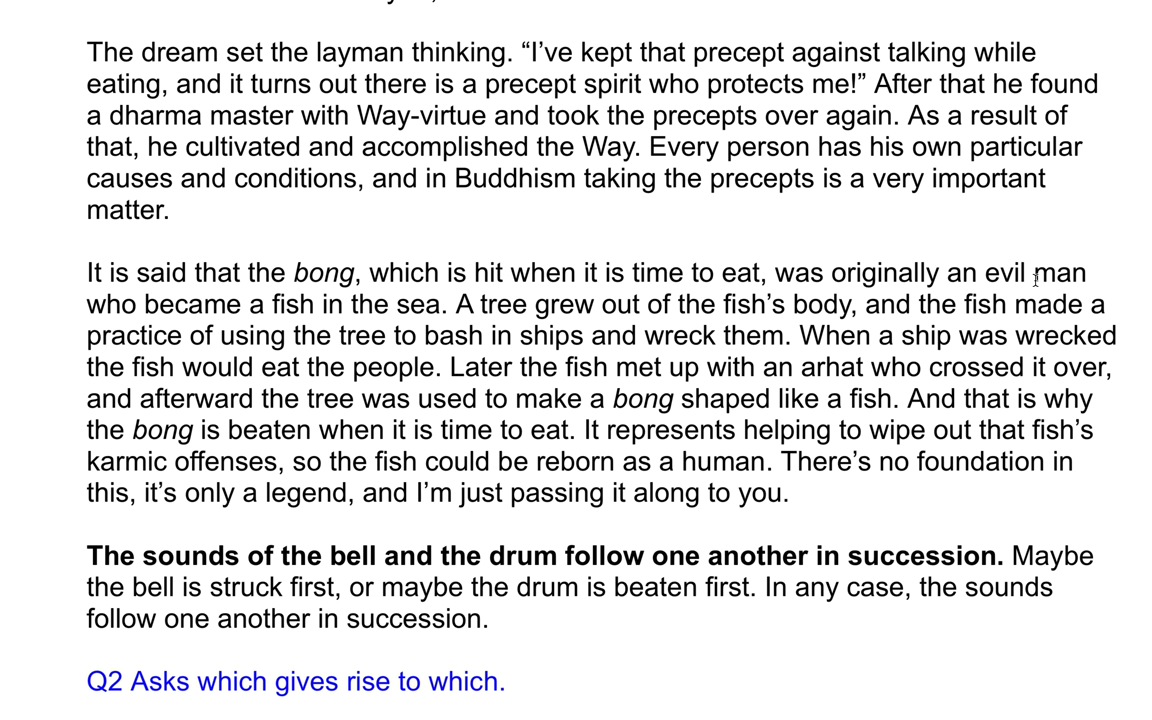 The dream set the layman thinking. “I’ve kept that precept against talking while
eating, and it turns out there is a precept spirit who protects me!” After that he found
a dharma master with Way-virtue and took the precepts over again. As a result of
that, he cultivated and accomplished the Way. Every person has his own particular
causes and conditions, and in Buddhism taking the precepts is a very important
matter.
It is said that the bong, which is hit when it is time to eat, was originally an evil man
who became a fish in the sea. A tree grew out of the fish’s body, and the fish made a
practice of using the tree to bash in ships and wreck them. When a ship was wrecked
the fish would eat the people. Later the fish met up with an arhat who crossed it over,
and afterward the tree was used to make a bong shaped like a fish. And that is why
the bong is beaten when it is time to eat. It represents helping to wipe out that fish’s
karmic offenses, so the fish could be reborn as a human. There’s no foundation in
this, it’s only a legend, and I’m just passing it along to you.
The sounds of the bell and the drum follow one another in succession. Maybe
the bell is struck first, or maybe the drum is beaten first. In any case, the sounds
follow one another in succession.
Q2 Asks which gives rise to which.